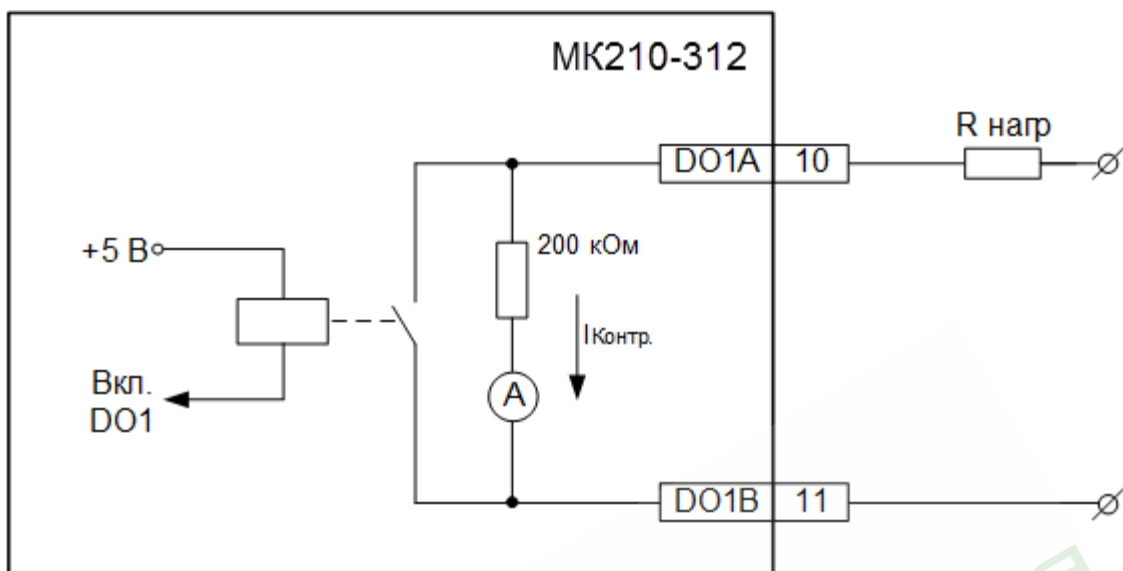 МК210-312
R нагр
DO1A 10
200 кОм
+5 В
Iконтр.
Вкл.
DO1
А
DO1B 11